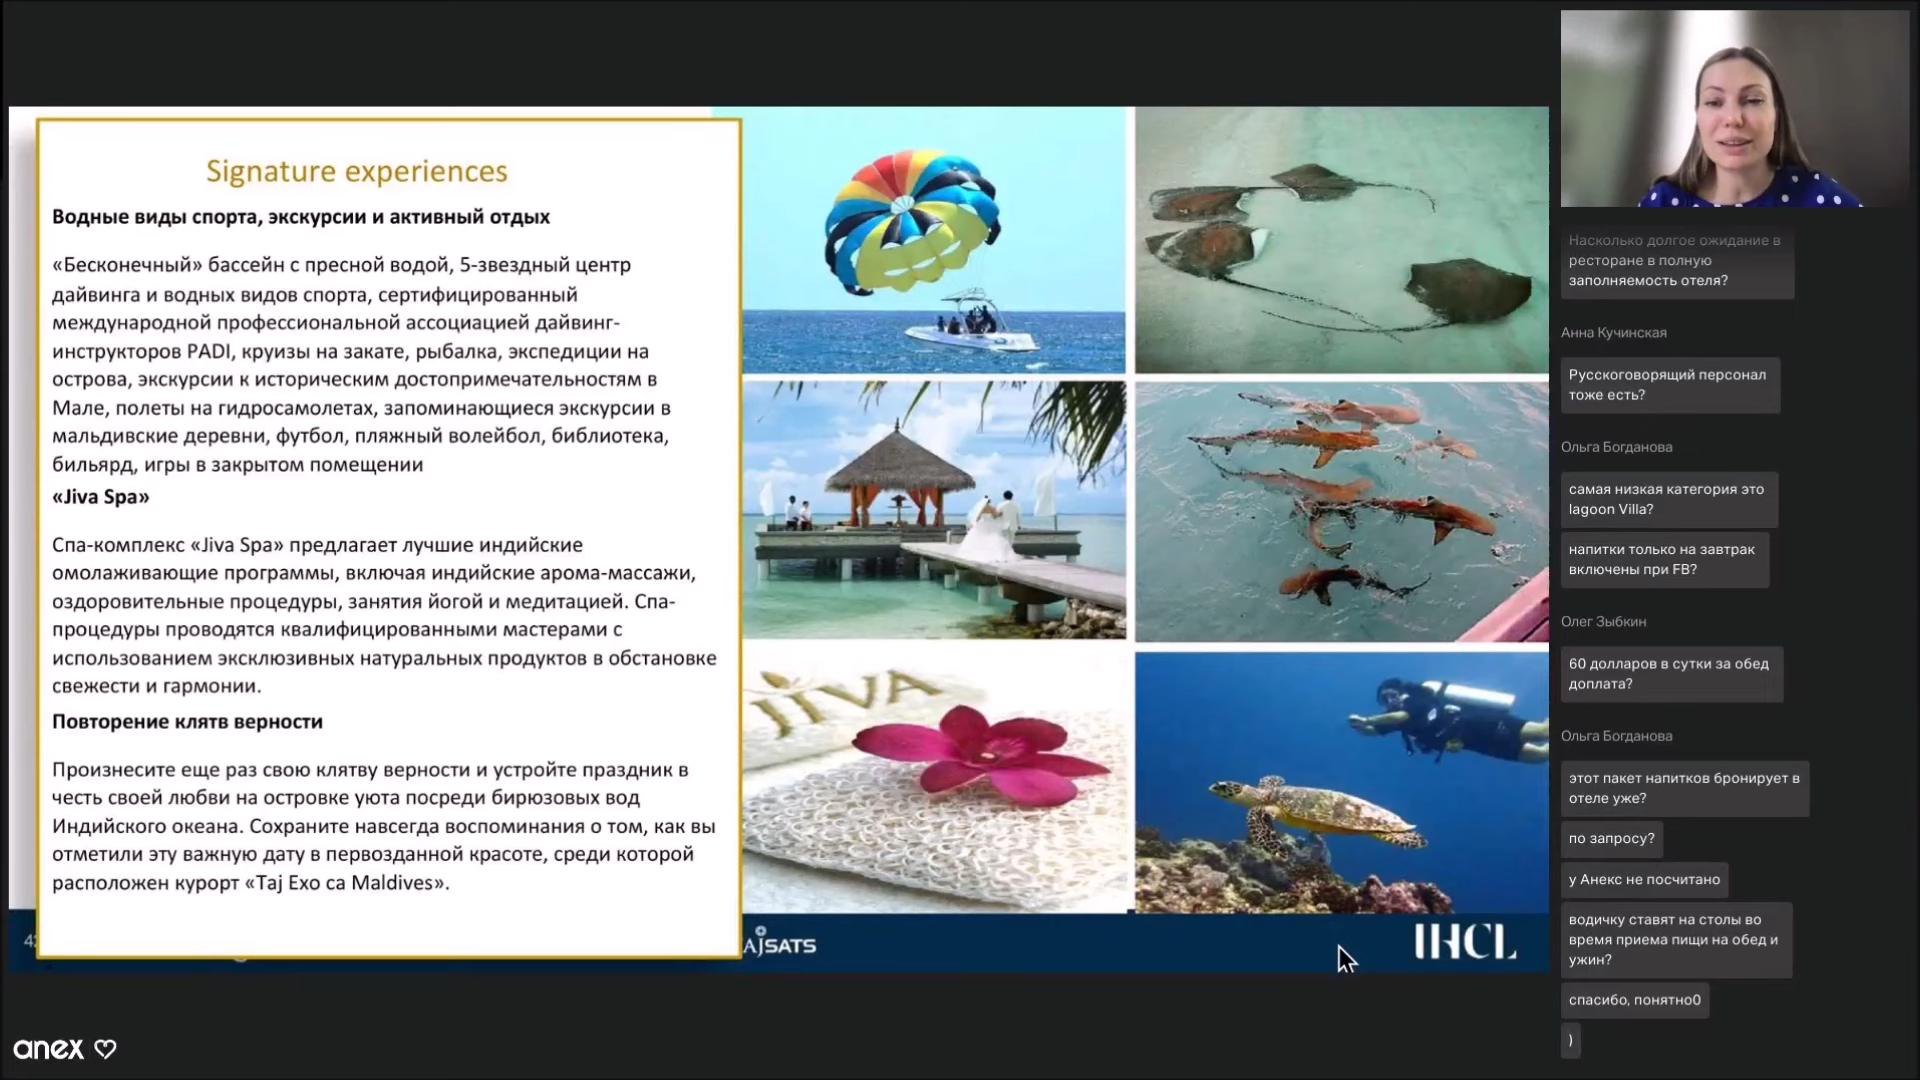 Signature experiences
Водные виды спорта, экскурсии и активный отдых
«Бесконечный» бассейн с пресной водой, 5-звездный центр
дайвинга и водных видов спорта, сертифицированный
международной профессиональной ассоциацией дайвинг-
инструкторов PADI, круизы на закате, рыбалка, экспедиции на
острова, экскурсии к историческим достопримечательностям в
Мале, полеты на гидросамолетах, запоминающиеся экскурсии в
мальдивские деревни, футбол, пляжный волейбол, библиотека,
бильярд, игры в закрытом помещении
«Jiva Spa»
Спа-комплекс «Jiva Spa» предлагает лучшие индийские
омолаживающие программы, включая индийские арома-массажи,
оздоровительные процедуры, занятия йогой и медитацией. Спа-
процедуры проводятся квалифицированными мастерами с
использованием эксклюзивных натуральных продуктов в обстановке
свежести и гармонии.
Повторение клятв верности
Произнесите еще раз свою клятву верности и устройте праздник в
честь своей любви на островке уюта посреди бирюзовых вод
Индийского океана. Сохраните навсегда воспоминания о том, как вы
отметили эту важную дату в первозданной красоте, среди которой
расположен курорт «Taj Exo ca Maldives».
JIVA
AJSATS
IHCL
anex
Насколько долгое ожидание в
ресторане в полную
заполняемость отеля?
Анна Кучинская
Русскоговорящий персонал
тоже есть?
Ольга Богданова
самая низкая категория это
lagoon Villa?
напитки только на завтрак
включены при FB?
Олег Зыбкин
60 долларов в сутки за обед
доплата?
Ольга Богданова
этот пакет напитков бронирует в
отеле уже?
по запросу?
у Анекс не посчитано
водичку ставят на столы во
время приема пищи на обед и
ужин?
спасибо, понятно0
)